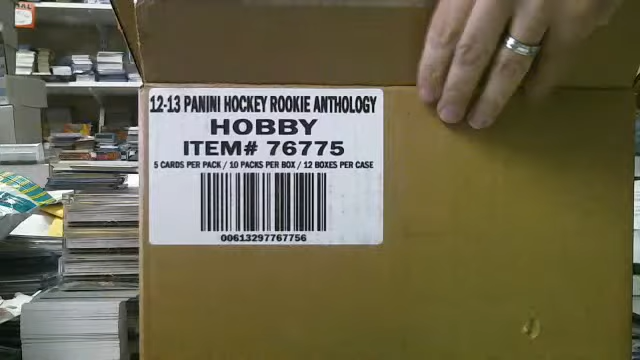 12-13 PANINI HOCKEY ROOKIE ANTHOLOGY
HOBBY
ITEM# 76775
5 CARDS PER PACK / 10 PACKS PER BOX / 12 BOXES PER CASE
00613297767756